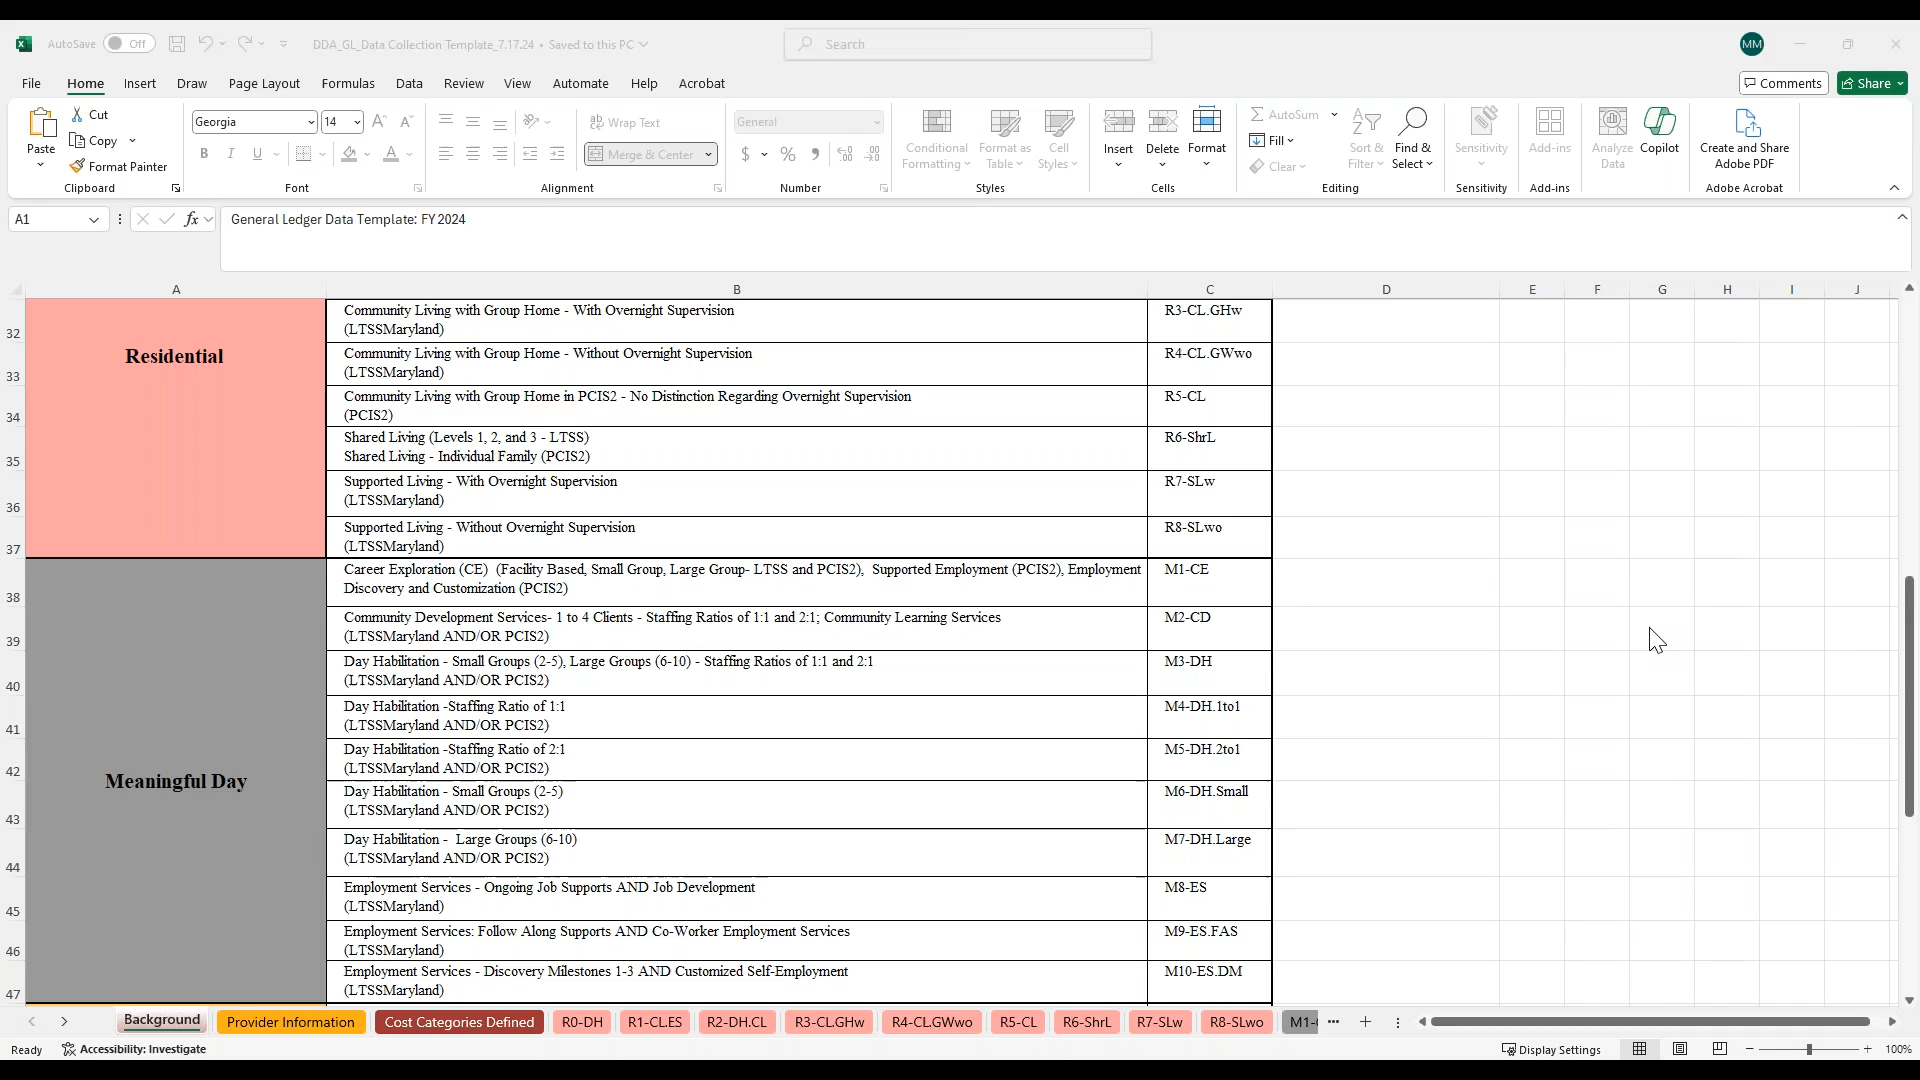 AutoSave Off DDA_GL_Data Collection Template_7.17.24 • Saved to this PC Search MM
File Home Insert Draw Page Layout Formulas Data Review View Automate Help Acrobat Comments Share
Paste Cut Copy Format Painter Clipboard
Georgia 14 B I U Font
Wrap Text Merge & Center Alignment
General $ % Number
Conditional Formatting Format as Table Cell Styles Styles
Insert Delete Format Cells
AutoSum Fill Clear Sort & Filter Find & Select Editing
Sensitivity Sensitivity
Add-ins Add-ins
Analyze Data Copilot
Create and Share Adobe PDF Adobe Acrobat
A1 fx General Ledger Data Template: FY 2024
A B C D E F G H I J
Residential
32 Community Living with Group Home - With Overnight Supervision R3-CL.GHw
(LTSSMaryland)
33 Community Living with Group Home - Without Overnight Supervision R4-CL.GWwo
(LTSSMaryland)
34 Community Living with Group Home in PCIS2 - No Distinction Regarding Overnight Supervision R5-CL
(PCIS2)
35 Shared Living (Levels 1, 2, and 3 - LTSS) R6-ShrL
Shared Living - Individual Family (PCIS2)
36 Supported Living - With Overnight Supervision R7-SLw
(LTSSMaryland)
37 Supported Living - Without Overnight Supervision R8-SLwo
(LTSSMaryland)
Meaningful Day
38 Career Exploration (CE) (Facility Based, Small Group, Large Group- LTSS and PCIS2), Supported Employment (PCIS2), Employment M1-CE
Discovery and Customization (PCIS2)
39 Community Development Services- 1 to 4 Clients - Staffing Ratios of 1:1 and 2:1; Community Learning Services M2-CD
(LTSSMaryland AND/OR PCIS2)
40 Day Habilitation - Small Groups (2-5), Large Groups (6-10) - Staffing Ratios of 1:1 and 2:1 M3-DH
(LTSSMaryland AND/OR PCIS2)
41 Day Habilitation -Staffing Ratio of 1:1 M4-DH.1to1
(LTSSMaryland AND/OR PCIS2)
42 Day Habilitation -Staffing Ratio of 2:1 M5-DH.2to1
(LTSSMaryland AND/OR PCIS2)
43 Day Habilitation - Small Groups (2-5) M6-DH.Small
(LTSSMaryland AND/OR PCIS2)
44 Day Habilitation - Large Groups (6-10) M7-DH.Large
(LTSSMaryland AND/OR PCIS2)
45 Employment Services - Ongoing Job Supports AND Job Development M8-ES
(LTSSMaryland)
46 Employment Services: Follow Along Supports AND Co-Worker Employment Services M9-ES.FAS
(LTSSMaryland)
47 Employment Services - Discovery Milestones 1-3 AND Customized Self-Employment M10-ES.DM
(LTSSMaryland)
Background Provider Information Cost Categories Defined R0-DH R1-CL.ES R2-DH.CL R3-CL.GHw R4-CL.GWwo R5-CL R6-ShrL R7-SLw R8-SLwo M1-
Ready Accessibility: Investigate Display Settings 100%